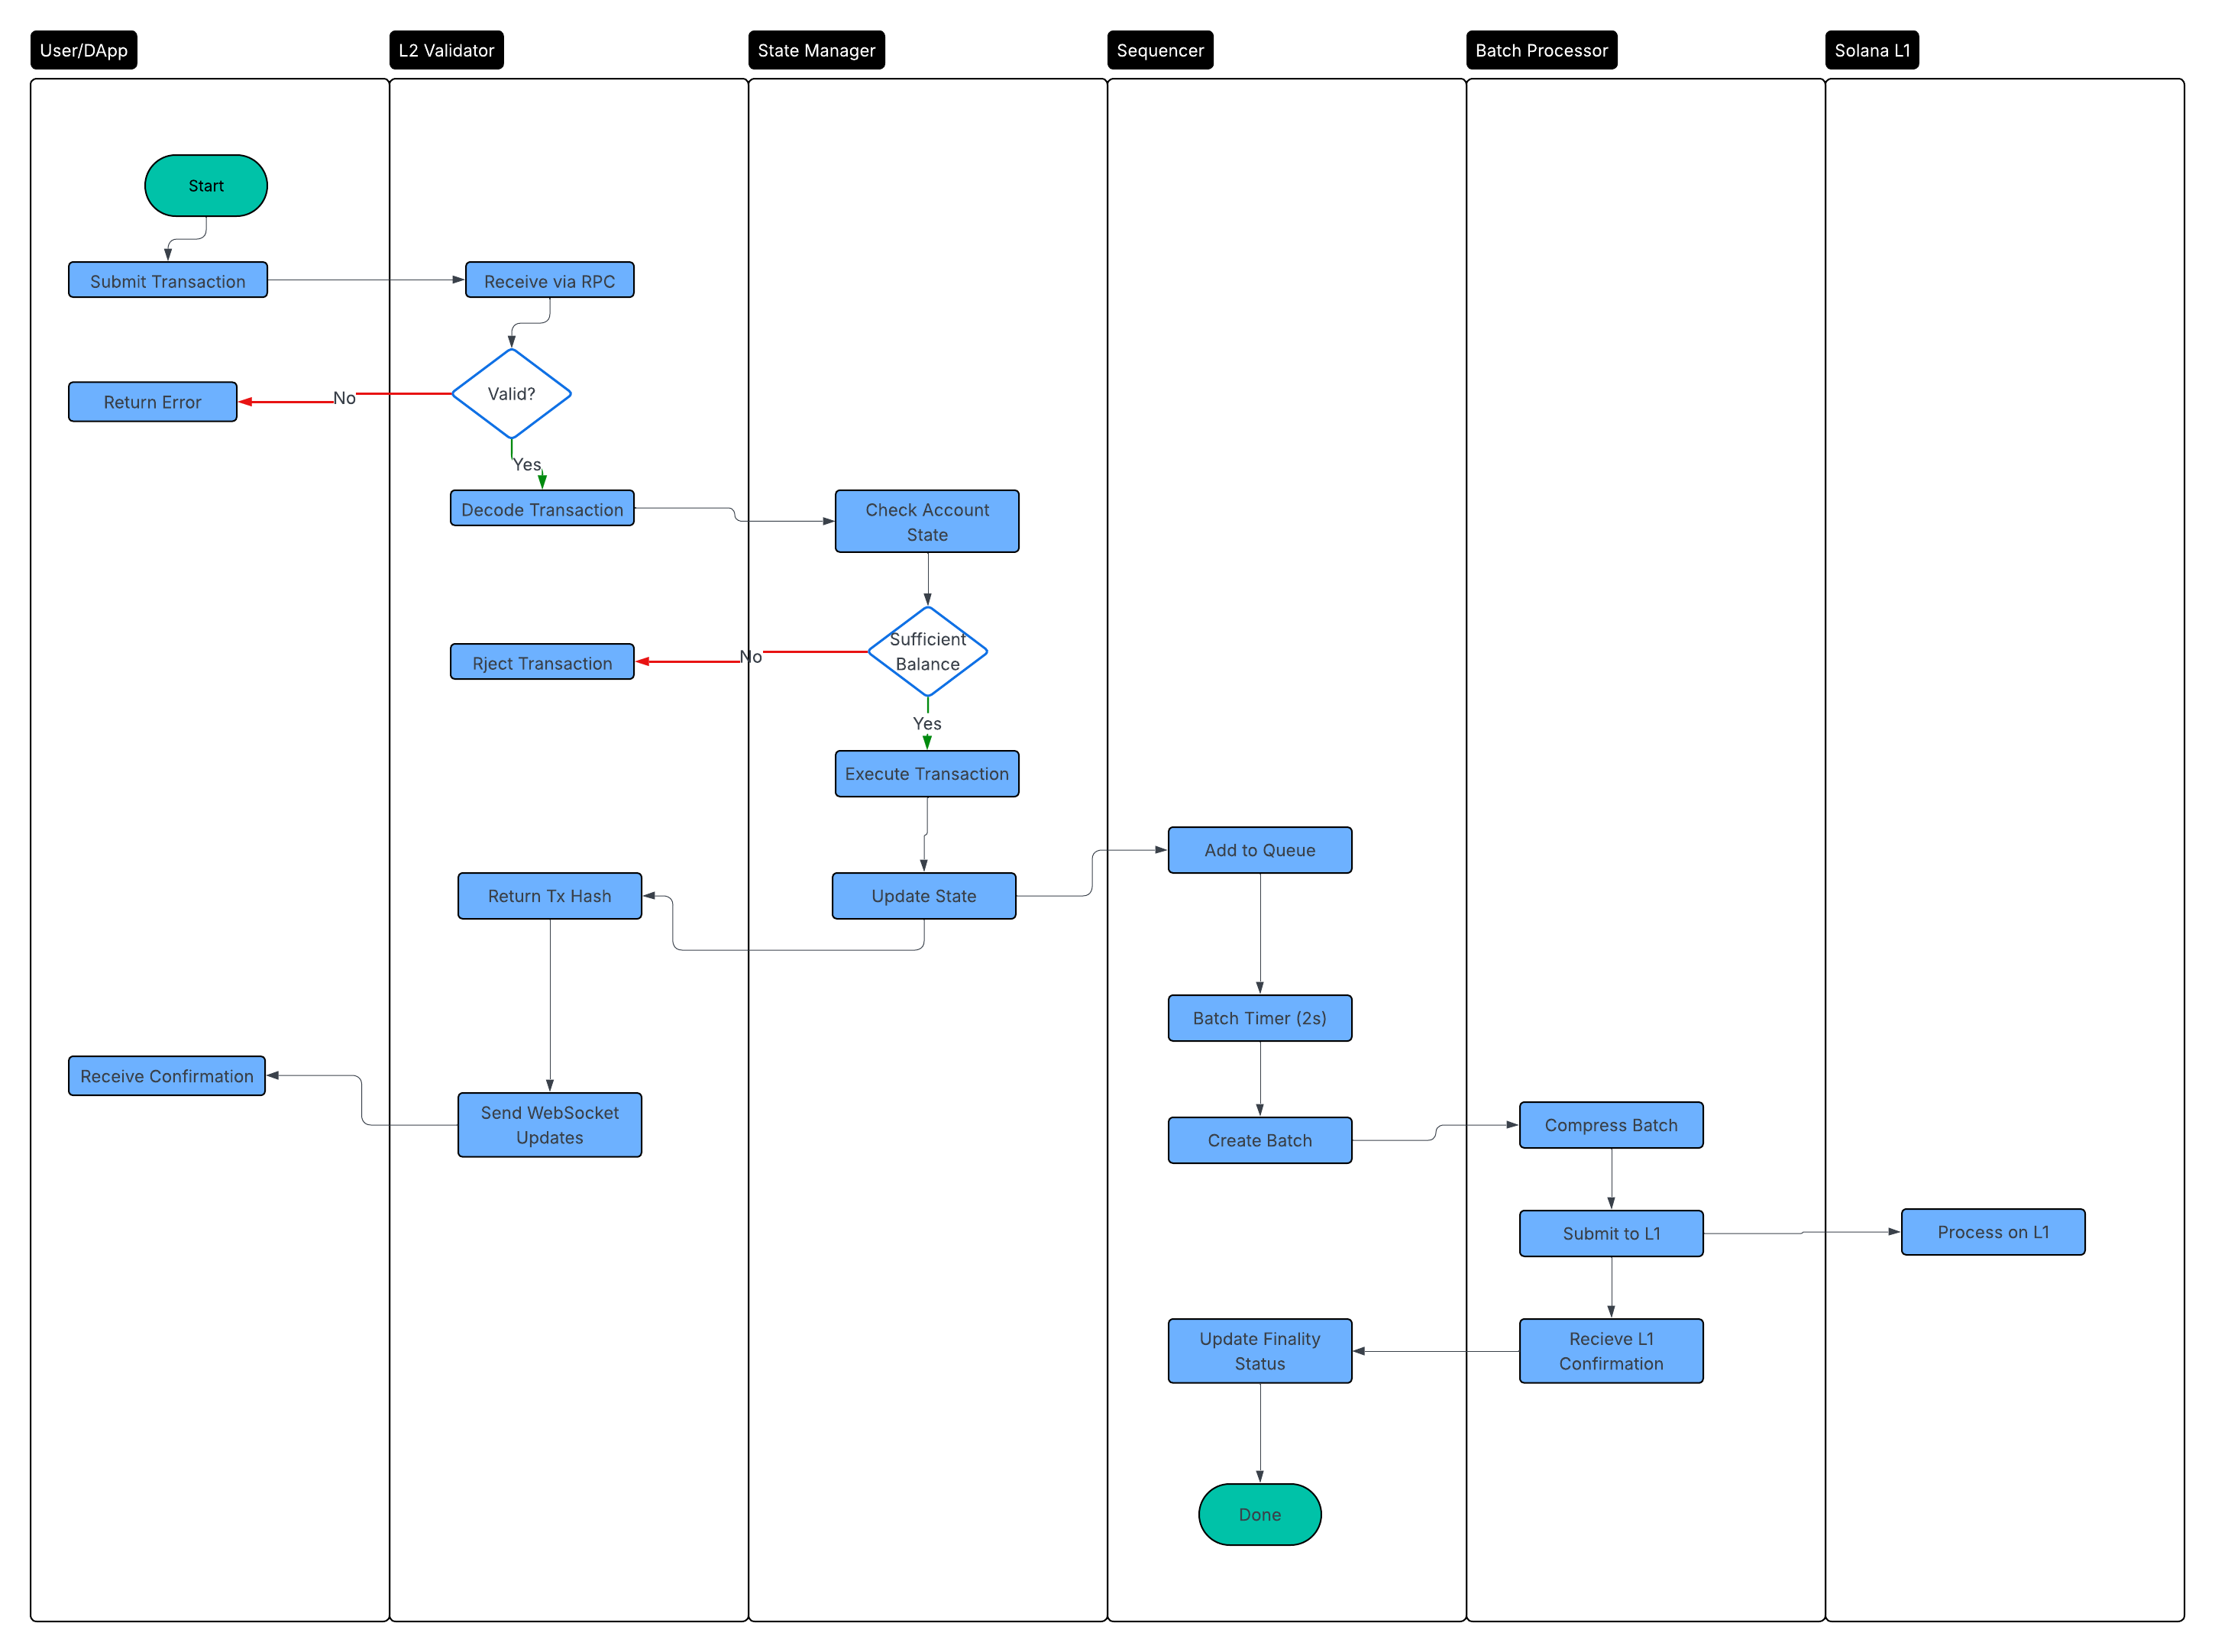 User/DApp
L2 Validator
State Manager
Sequencer
Batch Processor
Solana L1
Start
Submit Transaction
Receive via RPC
Valid?
No
Return Error
Yes
Decode Transaction
Check Account
State
Sufficient
Balance
No
Rject Transaction
Yes
Execute Transaction
Add to Queue
Return Tx Hash
Update State
Batch Timer (2s)
Receive Confirmation
Send WebSocket
Updates
Create Batch
Compress Batch
Submit to L1
Process on L1
Update Finality
Status
Recieve L1
Confirmation
Done